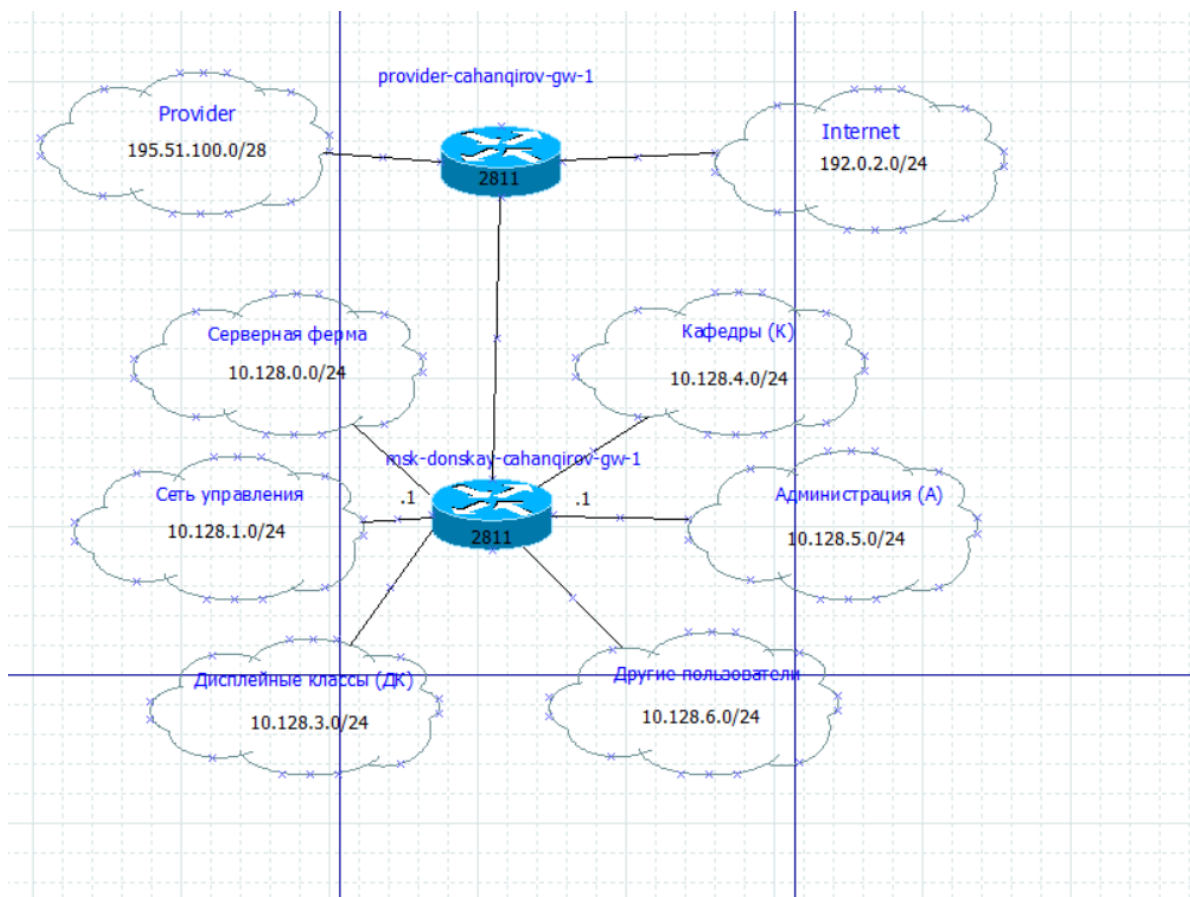 provider-cahanqirov-gw-1
Provider
195.51.100.0/28
2811
Internet
192.0.2.0/24
Серверная ферма
10.128.0.0/24
Кафедры (К)
10.128.4.0/24
msk-donskay-cahanqirov-gw-1
Сеть управления
10.128.1.0/24
.1
.1
2811
Администрация (А)
10.128.5.0/24
Дисплейные классы (ДК)
10.128.3.0/24
Другие пользователи
10.128.6.0/24